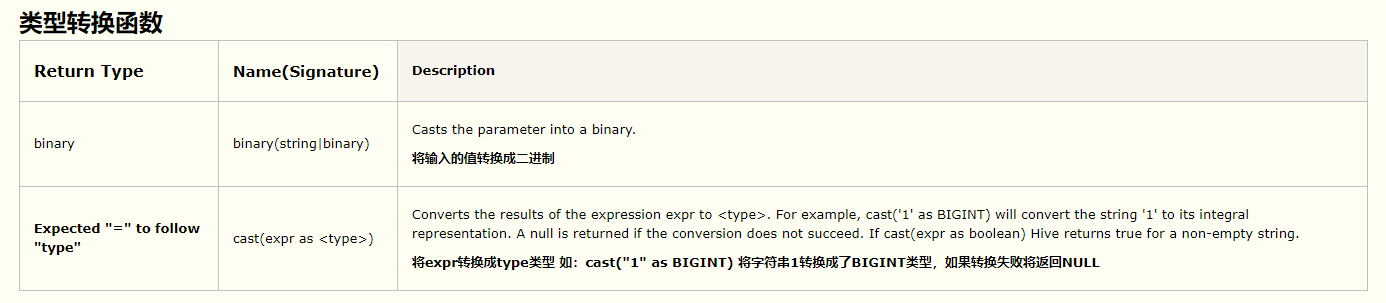 类型转换函数
Return Type
Name(Signature)
Description
binary
binary(string|binary)
Casts the parameter into a binary.
将输入的值转换成二进制
Expected "=" to follow
"type"
cast(expr as <type>)
Converts the results of the expression expr to <type>. For example, cast('1' as BIGINT) will convert the string '1' to its integral
representation. A null is returned if the conversion does not succeed. If cast(expr as boolean) Hive returns true for a non-empty string.
将expr转换成type类型 如：cast("1" as BIGINT) 将字符串1转换成了BIGINT类型，如果转换失败将返回NULL